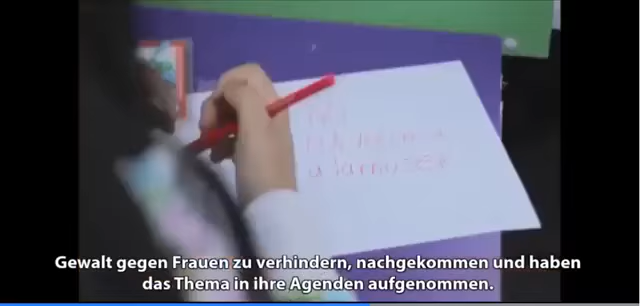 Gewalt gegen Frauen zu verhindern, nachgekommen und haben
das Thema in ihre Agenden aufgenommen.